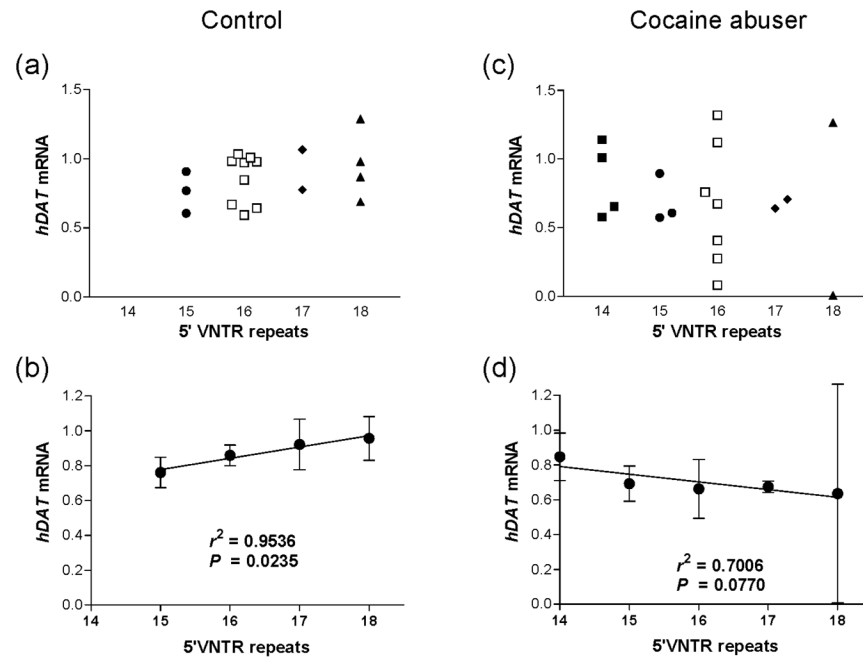 Control
Cocaine abuser
(a)
1.5
1.0
0.5
0.0
hDAT mRNA
14 15 16 17 18
5' VNTR repeats
(c)
1.5
1.0
0.5
0.0
hDAT mRNA
14 15 16 17 18
5' VNTR repeats
(b)
1.2
1.0
0.8
0.6
0.4
0.2
0.0
hDAT mRNA
r² = 0.9536
P = 0.0235
14 15 16 17 18
5'VNTR repeats
(d)
1.2
1.0
0.8
0.6
0.4
0.2
0.0
hDAT mRNA
r² = 0.7006
P = 0.0770
14 15 16 17 18
5'VNTR repeats